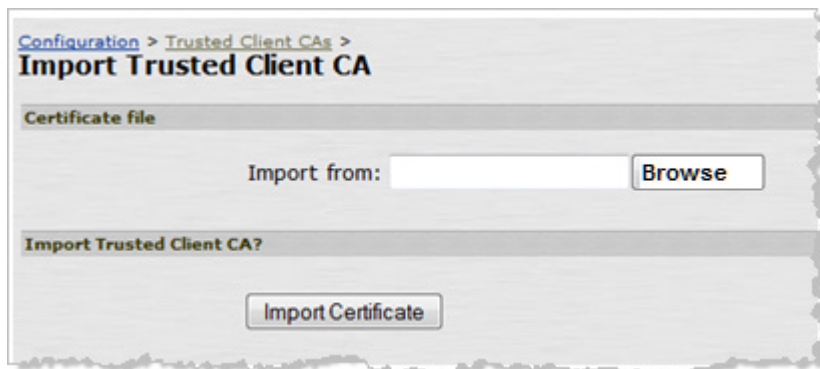 Configuration > Trusted Client CAs >
Import Trusted Client CA
Certificate file
Import from: Browse
Import Trusted Client CA?
Import Certificate